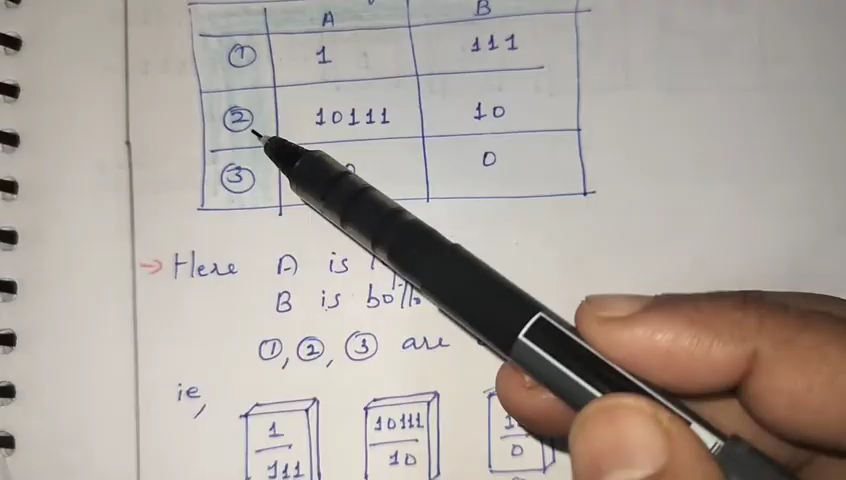 A B
① 1 111
② 10111 10
③ 0
→ Here A is
B is
①, ②, ③ are
ie,
1 10111
111 10 0